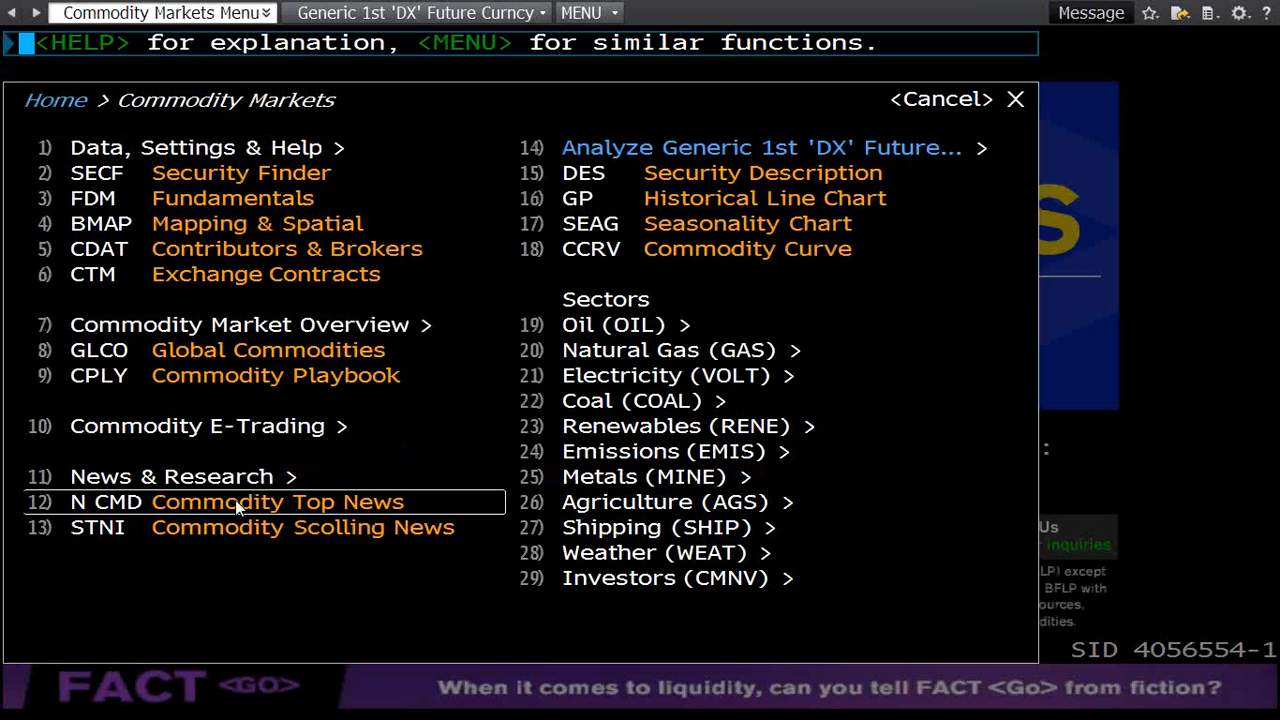 Commodity Markets Menu Generic 1st 'DX' Future Curncy MENU Message ?
<HELP> for explanation, <MENU> for similar functions.
Home > Commodity Markets <Cancel> X
1) Data, Settings & Help >
2) SECF Security Finder
3) FDM Fundamentals
4) BMAP Mapping & Spatial
5) CDAT Contributors & Brokers
6) CTM Exchange Contracts
7) Commodity Market Overview >
8) GLCO Global Commodities
9) CPLY Commodity Playbook
10) Commodity E-Trading >
11) News & Research >
12) N CMD Commodity Top News
13) STNI Commodity Scolling News
14) Analyze Generic 1st 'DX' Future... >
15) DES Security Description
16) GP Historical Line Chart
17) SEAG Seasonality Chart
18) CCRV Commodity Curve
Sectors
19) Oil (OIL) >
20) Natural Gas (GAS) >
21) Electricity (VOLT) >
22) Coal (COAL) >
23) Renewables (RENE) >
24) Emissions (EMIS) >
25) Metals (MINE) >
26) Agriculture (AGS) >
27) Shipping (SHIP) >
28) Weather (WEAT) >
29) Investors (CMNV) >
S
:
Us
inquiries
LP) except
BFLP with
ources,
dities.
SID 4056554-1
FACT <GO> When it comes to liquidity, can you tell FACT <Go> from fiction?